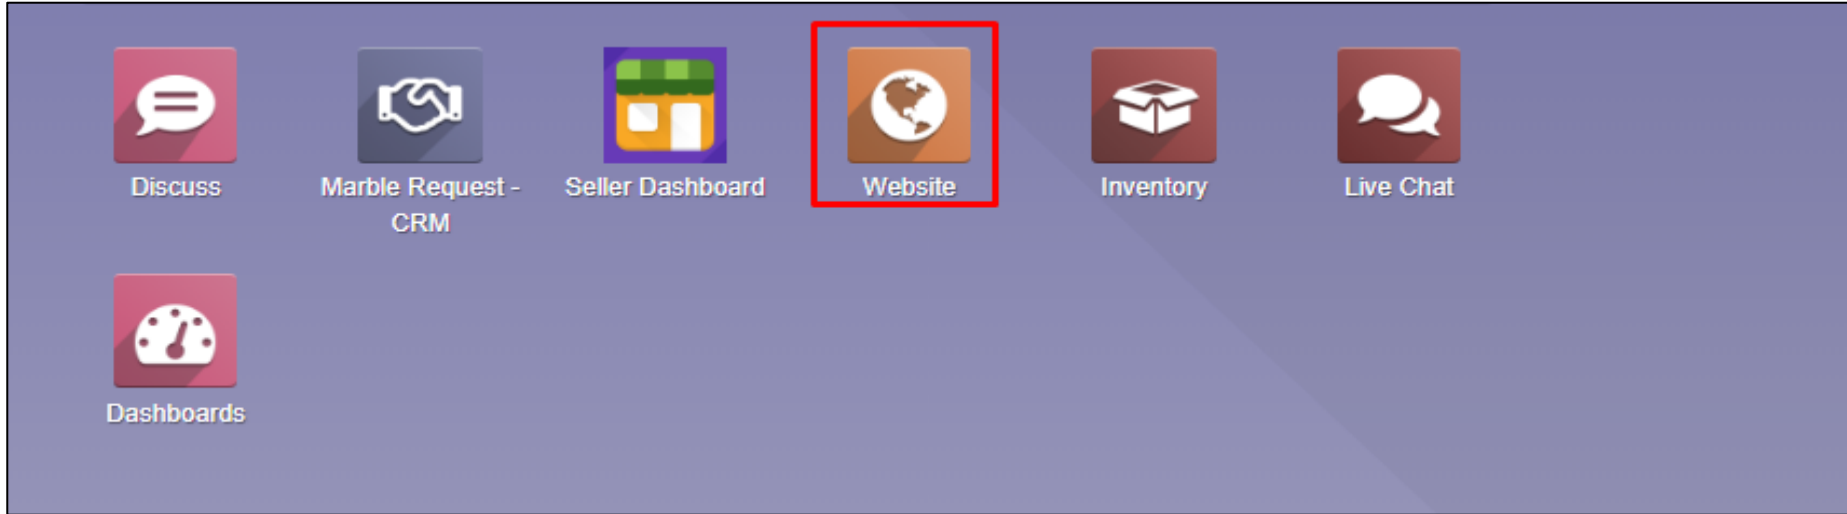 Discuss
Marble Request -
CRM
Seller Dashboard
Website
Inventory
Live Chat
Dashboards